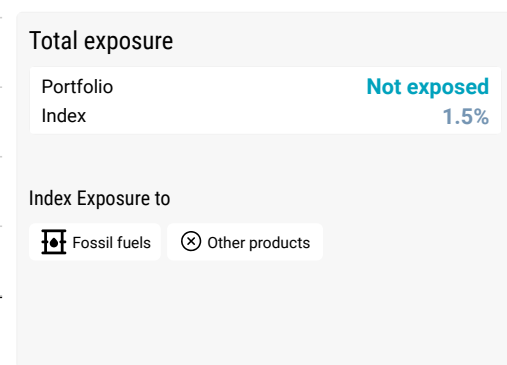 Total exposure
Portfolio Not exposed
Index 1.5%
Index Exposure to
Fossil fuels Other products